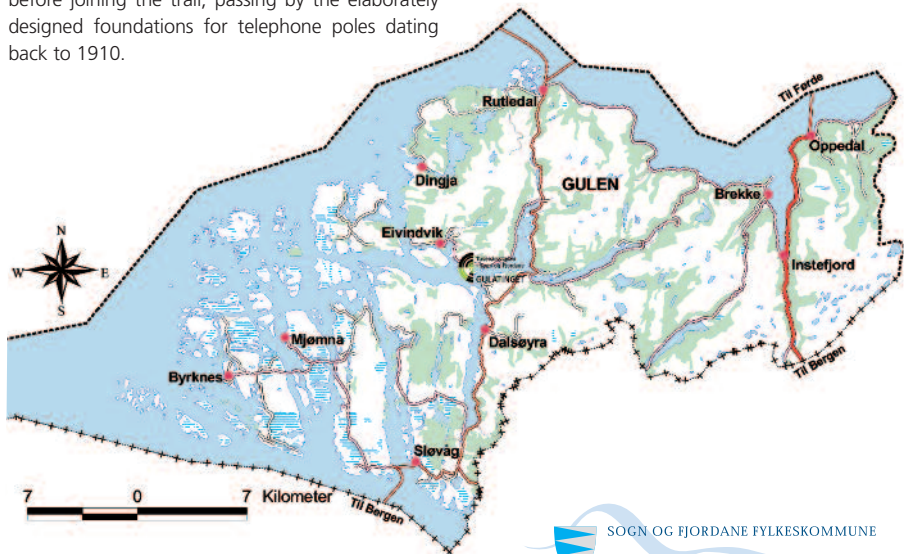 before joining the trail, passing by the elaborately
designed foundations for telephone poles dating
back to 1910.
Til Førde
Rutledal
Oppedal
Dingja
GULEN
Brekke
Eivindvik
N
W E
S
GULATINGET
Instefjord
Mjømna
Dalsøyra
Byrknes
Til Bergen
Sløvåg
7 0 7 Kilometer
Til Bergen
SOGN OG FJORDANE FYLKESKOMMUNE